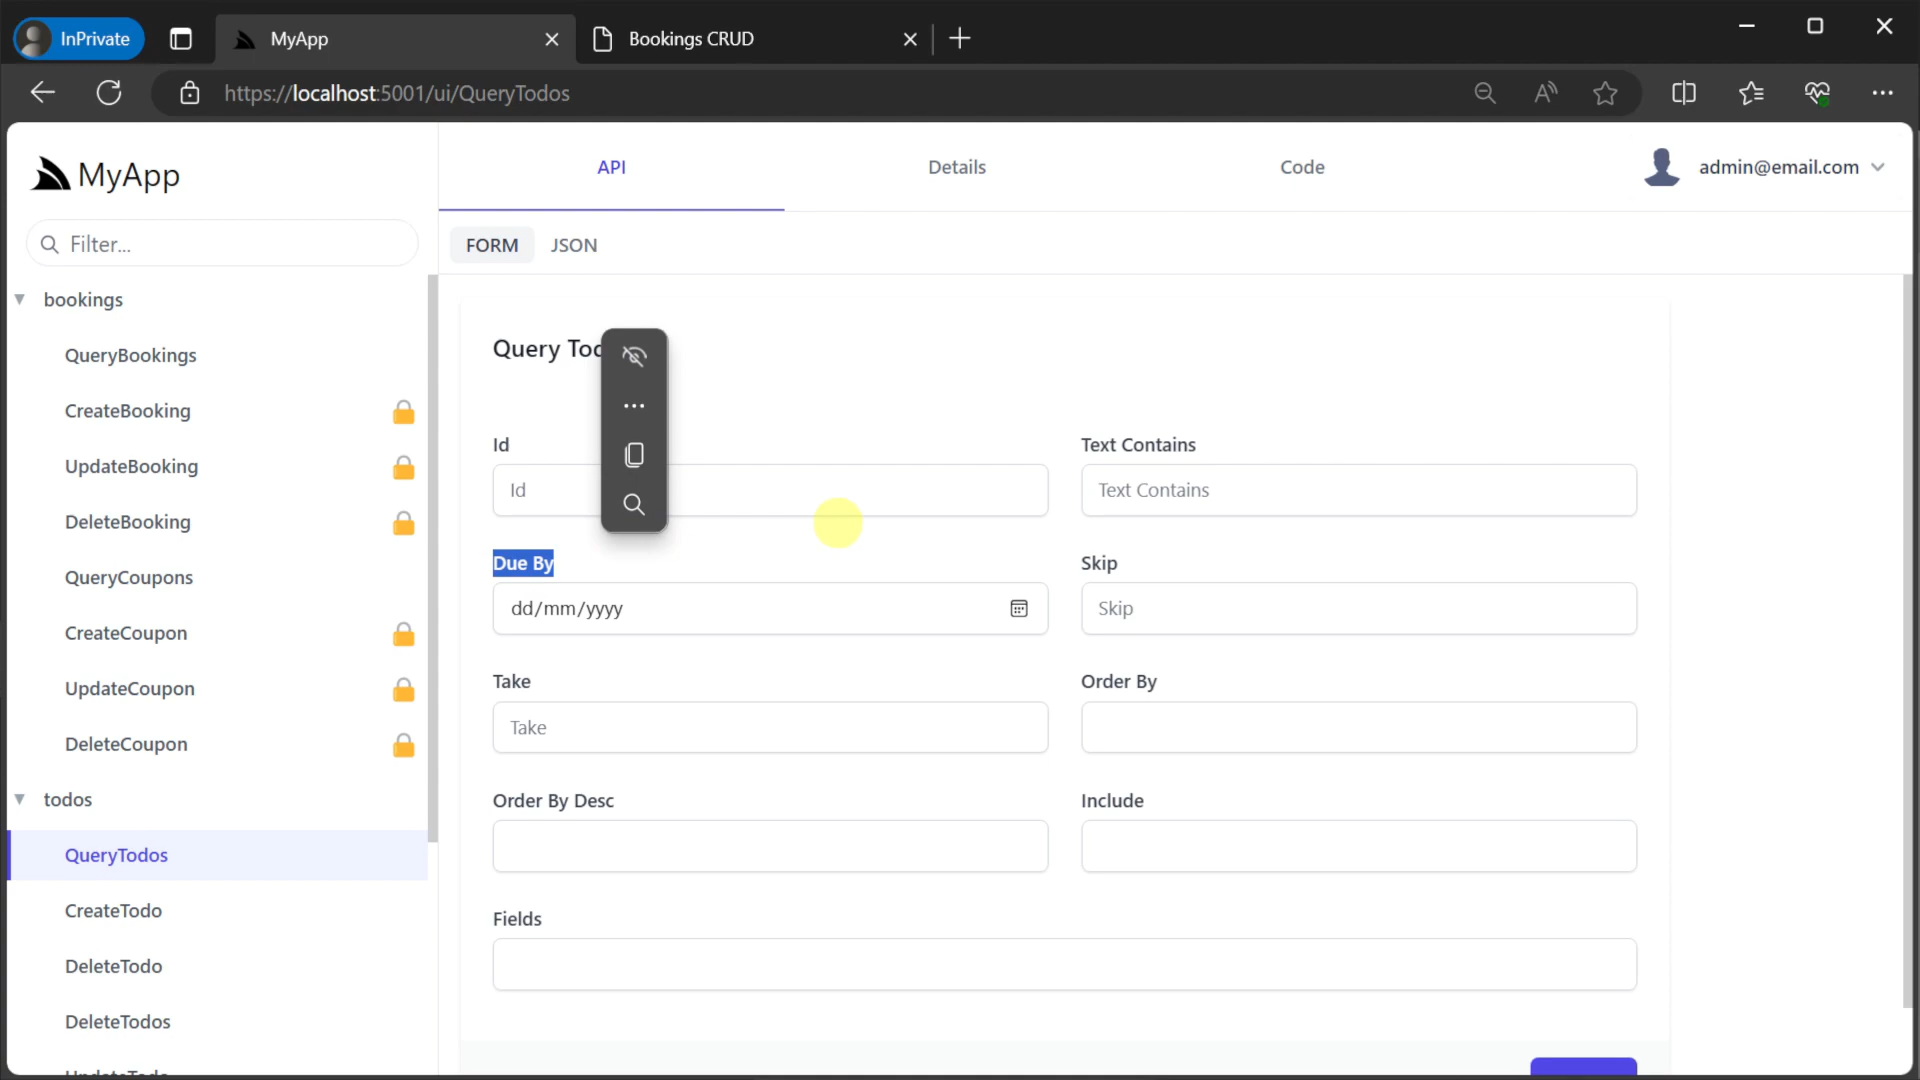 InPrivate
MyApp
Bookings CRUD
https://localhost:5001/ui/QueryTodos
MyApp
API
Details
Code
admin@email.com
Filter...
FORM
JSON
bookings
QueryBookings
CreateBooking
UpdateBooking
DeleteBooking
QueryCoupons
CreateCoupon
UpdateCoupon
DeleteCoupon
todos
QueryTodos
CreateTodo
DeleteTodo
DeleteTodos
Query
Id
Id
Text Contains
Text Contains
Due By
dd/mm/yyyy
Skip
Skip
Take
Take
Order By
Order By Desc
Include
Fields